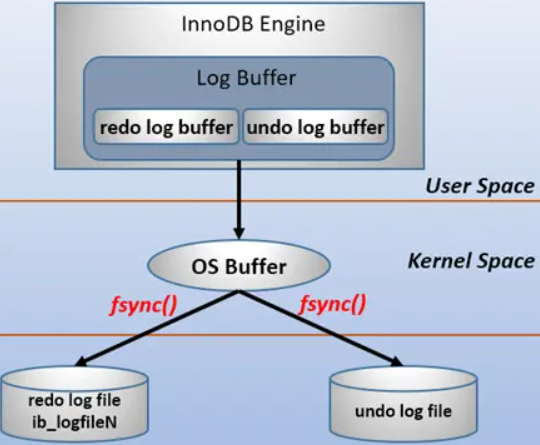 InnoDB Engine
Log Buffer
redo log buffer
undo log buffer
User Space
OS Buffer
Kernel Space
fsync()
fsync()
redo log file
ib_logfileN
undo log file